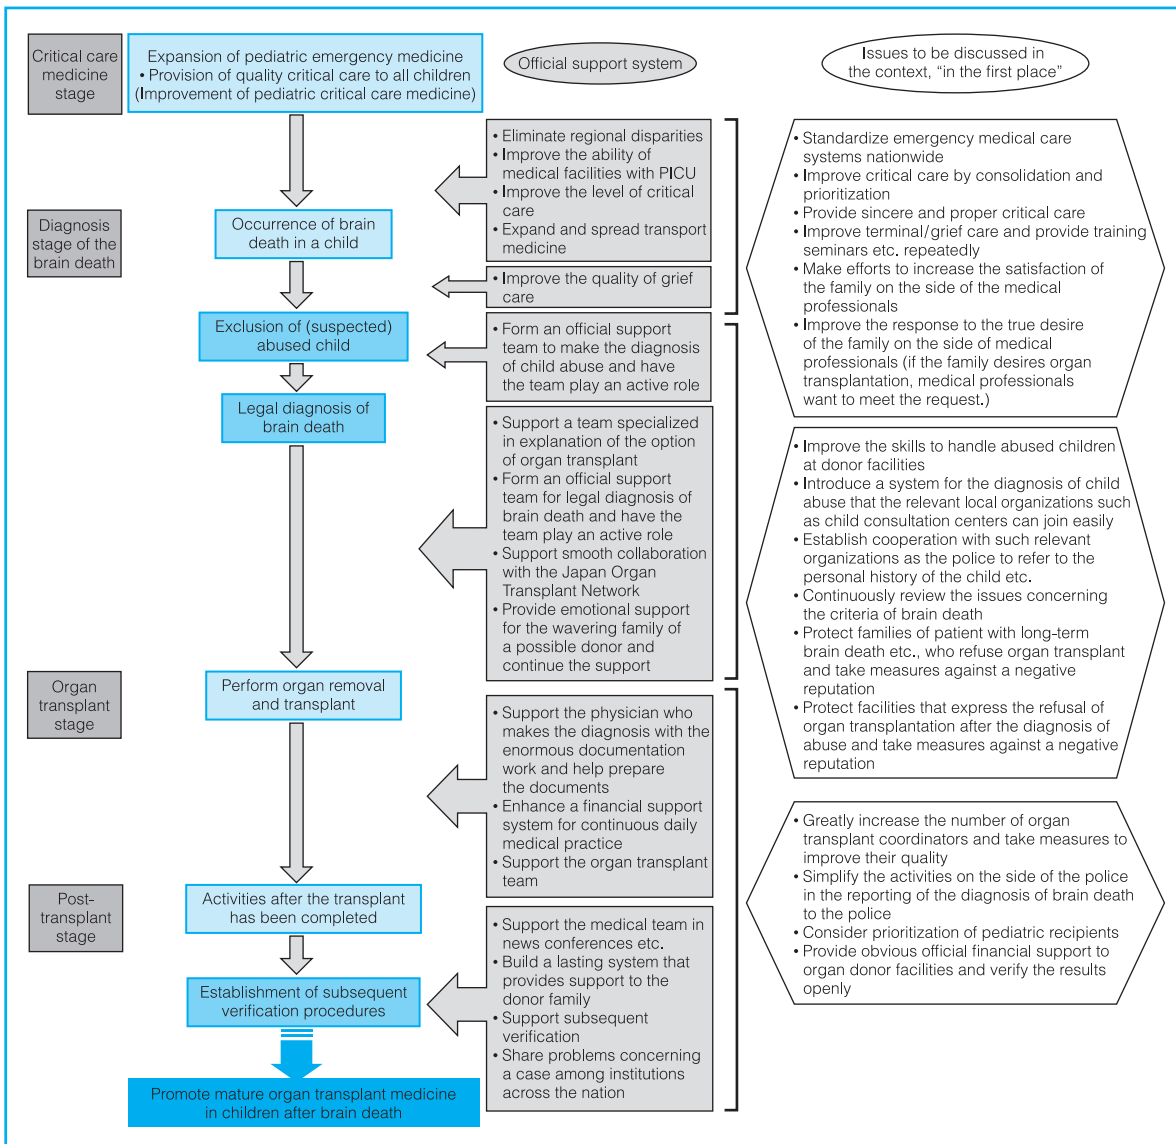 Critical care
medicine
stage
Expansion of pediatric emergency medicine
• Provision of quality critical care to all children
(Improvement of pediatric critical care medicine)
Official support system
Issues to be discussed in
the context, “in the first place”
• Eliminate regional disparities
• Improve the ability of
medical facilities with PICU
• Improve the level of critical
care
• Expand and spread transport
medicine
• Standardize emergency medical care
systems nationwide
• Improve critical care by consolidation and
prioritization
• Provide sincere and proper critical care
• Improve terminal/grief care and provide training
seminars etc. repeatedly
• Make efforts to increase the satisfaction of
the family on the side of the medical
professionals
• Improve the response to the true desire
of the family on the side of medical
professionals (if the family desires organ
transplantation, medical professionals
want to meet the request.)
Diagnosis
stage of the
brain death
Occurrence of brain
death in a child
• Improve the quality of grief
care
Exclusion of (suspected)
abused child
• Form an official support
team to make the diagnosis
of child abuse and have
the team play an active role
Legal diagnosis of
brain death
• Support a team specialized
in explanation of the option
of organ transplant
• Form an official support
team for legal diagnosis of
brain death and have the
team play an active role
• Support smooth collaboration
with the Japan Organ
Transplant Network
• Provide emotional support
for the wavering family of
a possible donor and
continue the support
• Improve the skills to handle abused children
at donor facilities
• Introduce a system for the diagnosis of child
abuse that the relevant local organizations such
as child consultation centers can join easily
• Establish cooperation with such relevant
organizations as the police to refer to the
personal history of the child etc.
• Continuously review the issues concerning
the criteria of brain death
• Protect families of patient with long-term
brain death etc., who refuse organ transplant
and take measures against a negative
reputation
• Protect facilities that express the refusal of
organ transplantation after the diagnosis of
abuse and take measures against a negative
reputation
Organ
transplant
stage
Perform organ removal
and transplant
• Support the physician who
makes the diagnosis with the
enormous documentation
work and help prepare
the documents
• Enhance a financial support
system for continuous daily
medical practice
• Support the organ transplant
team
• Greatly increase the number of organ
transplant coordinators and take measures to
improve their quality
• Simplify the activities on the side of the police
in the reporting of the diagnosis of brain death
to the police
• Consider prioritization of pediatric recipients
• Provide obvious official financial support to
organ donor facilities and verify the results
openly
Post-
transplant
stage
Activities after the transplant
has been completed
• Support the medical team in
news conferences etc.
• Build a lasting system that
provides support to the
donor family
• Support subsequent
verification
• Share problems concerning
a case among institutions
across the nation
Establishment of subsequent
verification procedures
Promote mature organ transplant medicine
in children after brain death